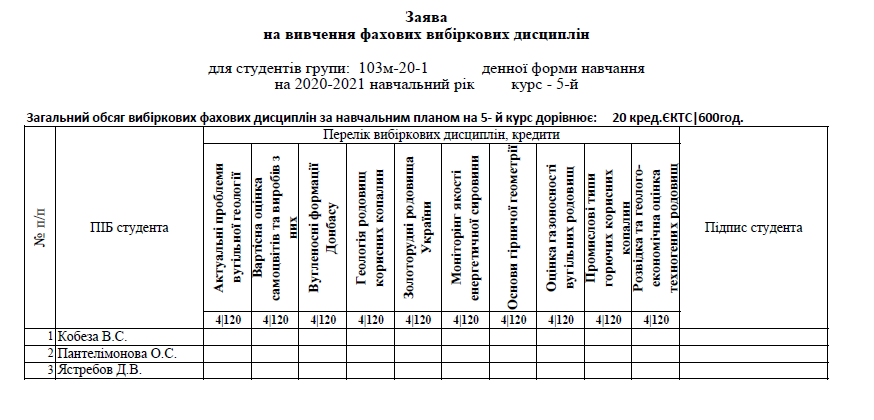 Заява
на вивчення фахових вибіркових дисциплін
для студентів групи: 103м-20-1 денної форми навчання
на 2020-2021 навчальний рік курс - 5-й
Загальний обсяг вибіркових фахових дисциплін за навчальним планом на 5- й курс дорівнює: 20 кред.ЄКТС|600год.
№ п/п
ПІБ студента
Перелік вибіркових дисциплін, кредити
Підпис студента
Актуальні проблеми
вугільної геології
Вартісна оцінка
самоцвітів та виробів з
них
Вугленосні формації
Донбасу
Геологія родовищ
корисних копалин
Золоторудні родовища
України
Моніторінг якості
енергетичної сировини
Основи гірничої геометрії
Оцінка газоносності
вугільних родовищ
Промислові типи
горючих корисних
копалин
Розвідка та геолого-
економічна оцінка
техногених родовищ
4|120 4|120 4|120 4|120 4|120 4|120 4|120 4|120 4|120 4|120
1 Кобеза В.С.
2 Пантелімонова О.С.
3 Ястребов Д.В.